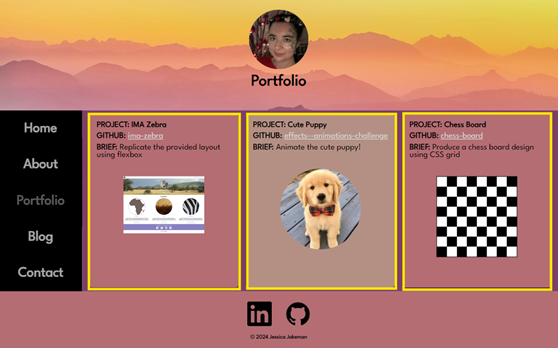 Portfolio
Home
About
Portfolio
Blog
Contact
PROJECT: IMA Zebra
GITHUB: ima-zebra
BRIEF: Replicate the provided layout
using flexbox
PROJECT: Cute Puppy
GITHUB: effects--animations-challenge
BRIEF: Animate the cute puppy!
PROJECT: Chess Board
GITHUB: chess-board
BRIEF: Produce a chess board design
using CSS grid
in
© 2024 Jessica Jakeman